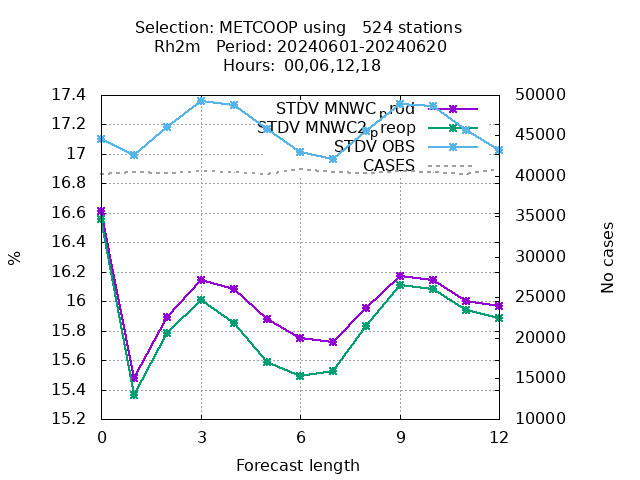 Selection: METCOOP using   524 stations
Rh2m   Period: 20240601-20240620
Hours: 00,06,12,18
17.4
17.2
17
16.8
16.6
16.4
16.2
16
15.8
15.6
15.4
15.2
%
STDV MNWC_prod
STDV MNWC2_preop
STDV OBS
CASES
50000
45000
40000
35000
30000
25000
20000
15000
10000
No cases
0 3 6 9 12
Forecast length